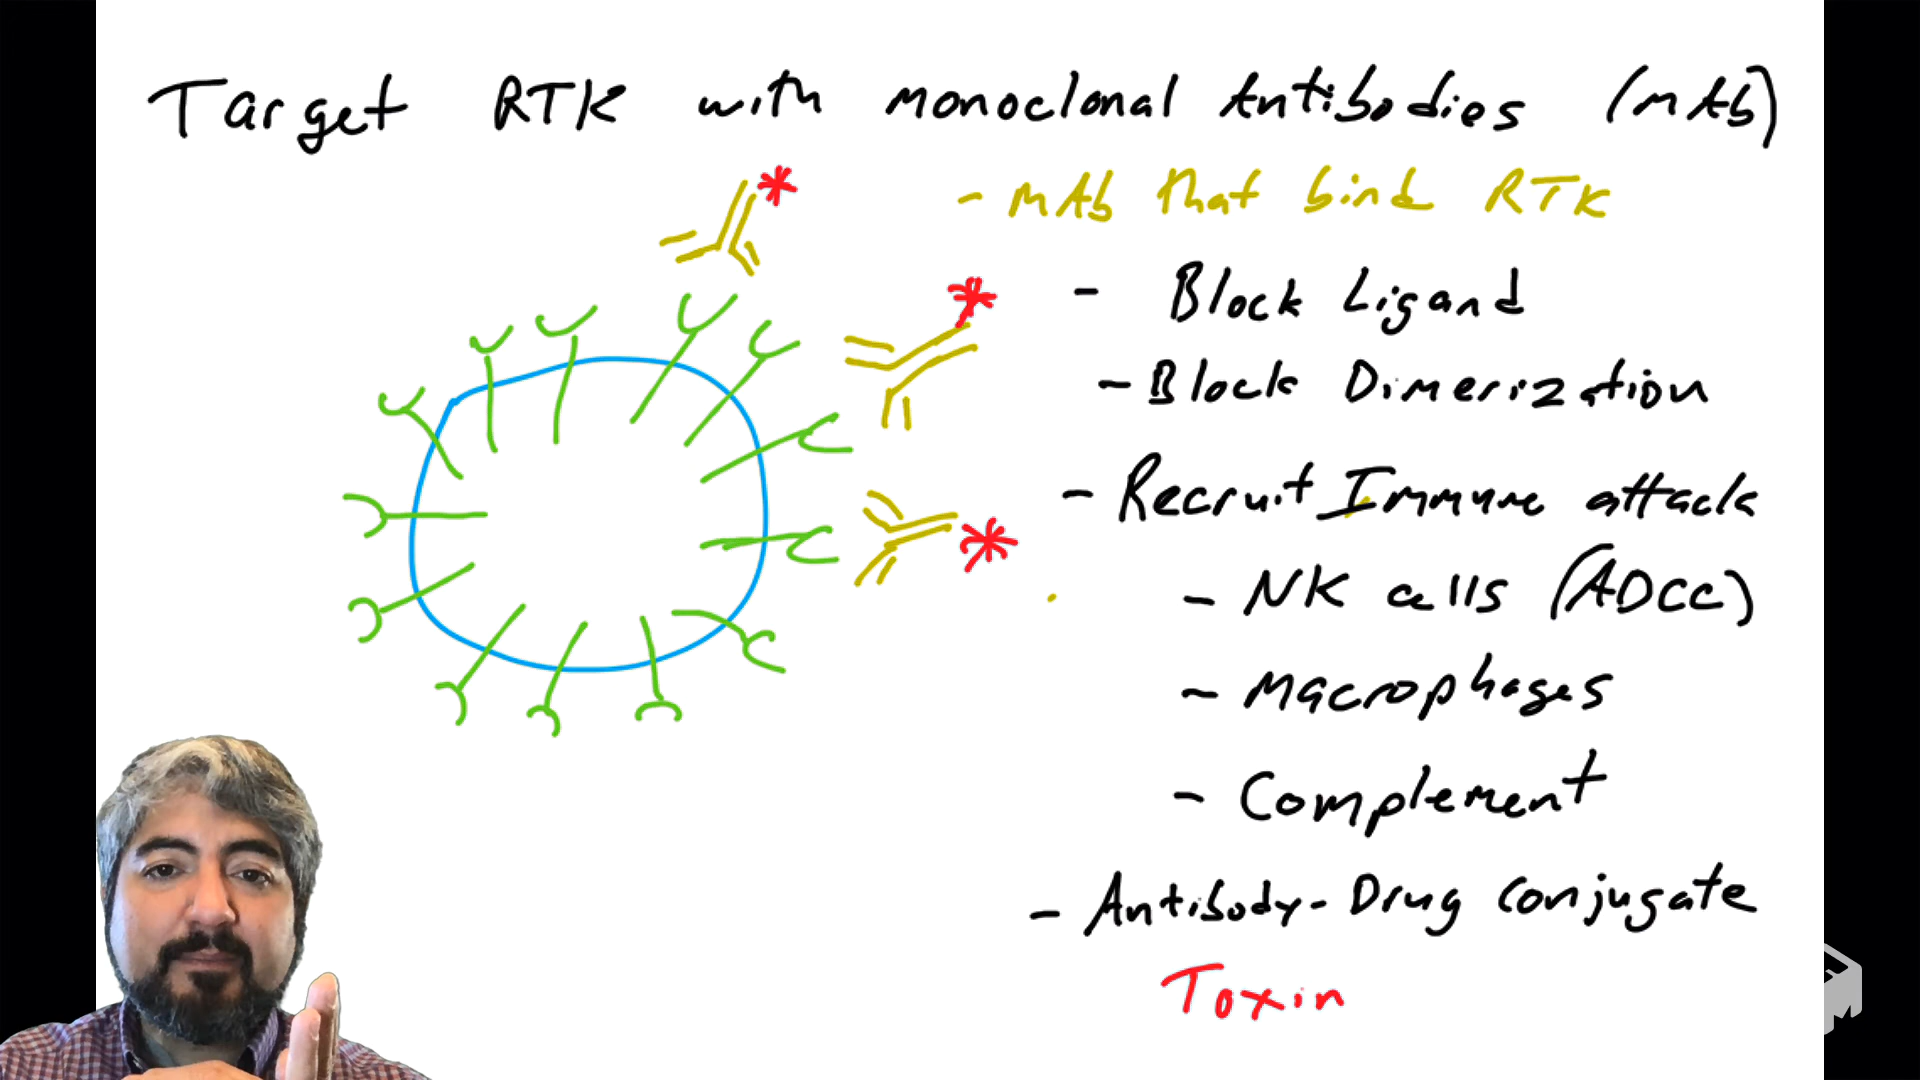 Target RTK with monoclonal Antibodies (mAb)
- mAb that bind RTK
- Block Ligand
- Block Dimerization
- Recruit Immune attack
- NK cells (ADCC)
- Macrophages
- Complement
- Antibody-Drug conjugate
Toxin